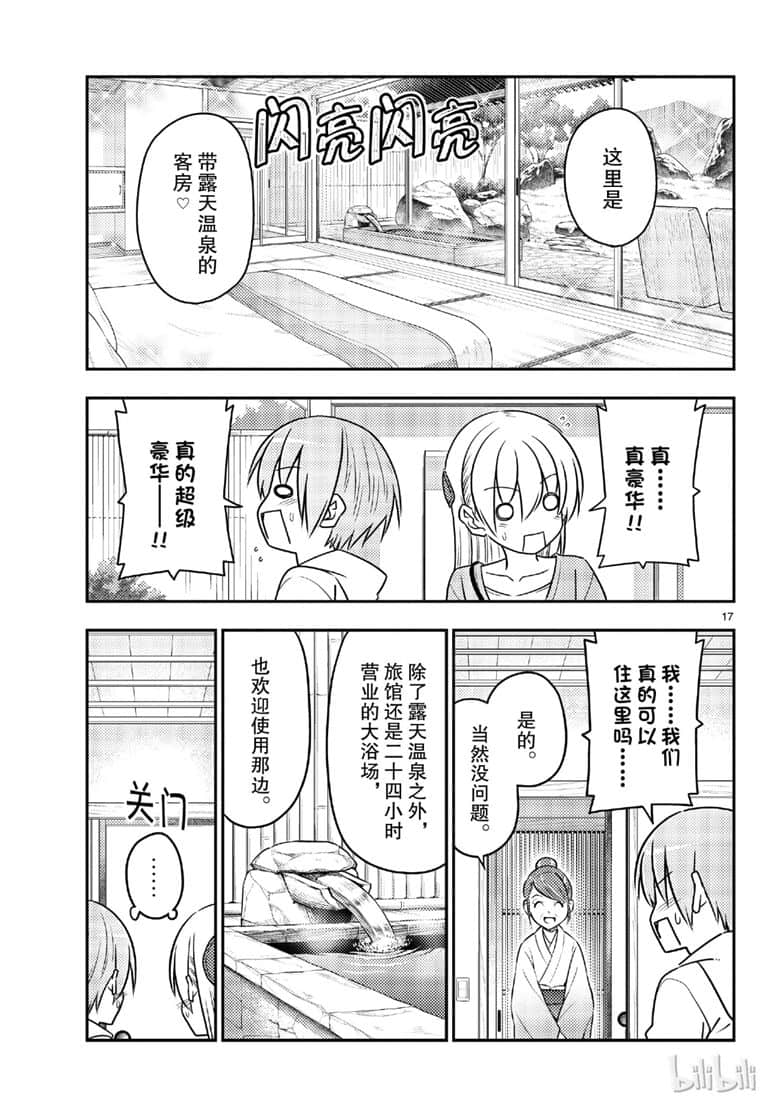 这里是
闪亮闪亮
带露天温泉的
客房♡
真……
真豪华!!
真的超级
豪华——!!
17
我……我们
真的可以
住这里吗……
是的。
当然没问题。
除了露天温泉之外，
旅馆还是二十四小时
营业的大浴场，
也欢迎使用那边。
关门
……
bilibili